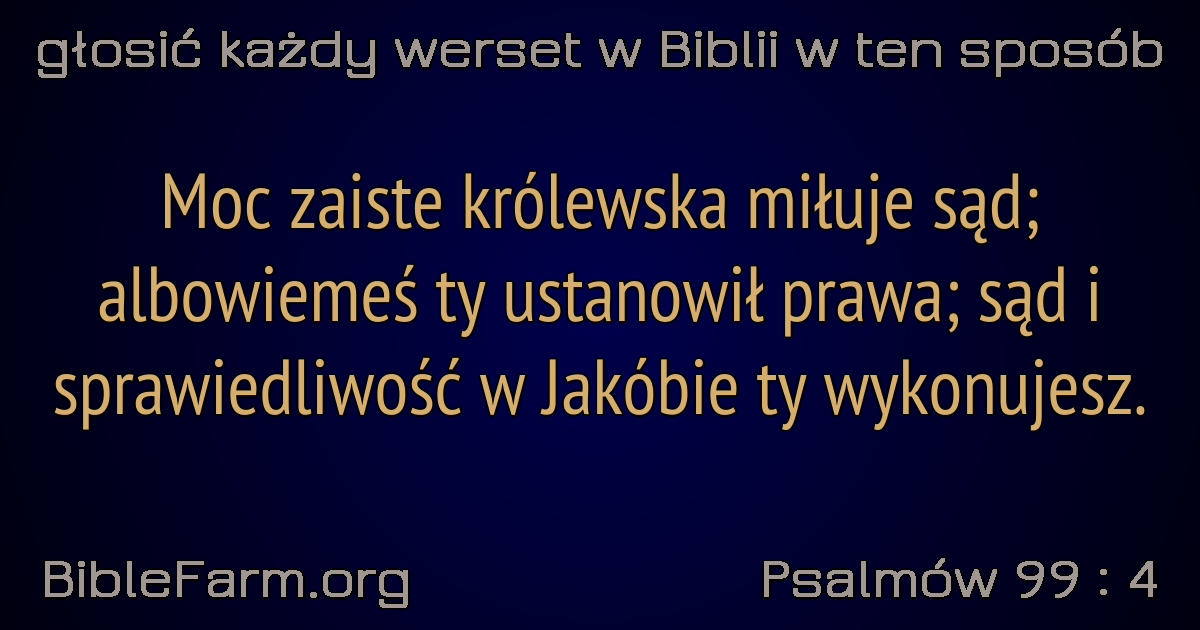 głosić każdy werset w Biblii w ten sposób
Moc zaiste królewska miłuje sąd;
albowiemeś ty ustanowił prawa; sąd i
sprawiedliwość w Jakóbie ty wykonujesz.
BibleFarm.org
Psalmów 99 : 4